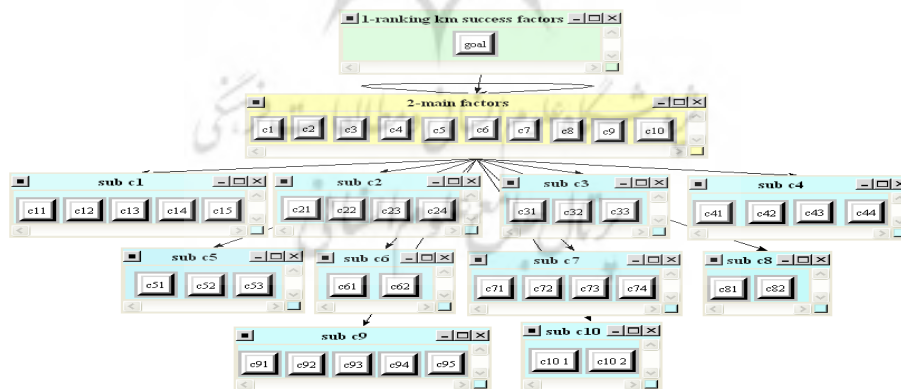 1-ranking km success factors
goal
2-main factors
c1 c2 c3 c4 c5 c6 c7 c8 c9 c10
sub c1
c11 c12 c13 c14 c15
sub c2
c21 c22 c23 c24
sub c3
c31 c32 c33
sub c4
c41 c42 c43 c44
sub c5
c51 c52 c53
sub c6
c61 c62
sub c7
c71 c72 c73 c74
sub c8
c81 c82
sub c9
c91 c92 c93 c94 c95
sub c10
c10 1 c10 2